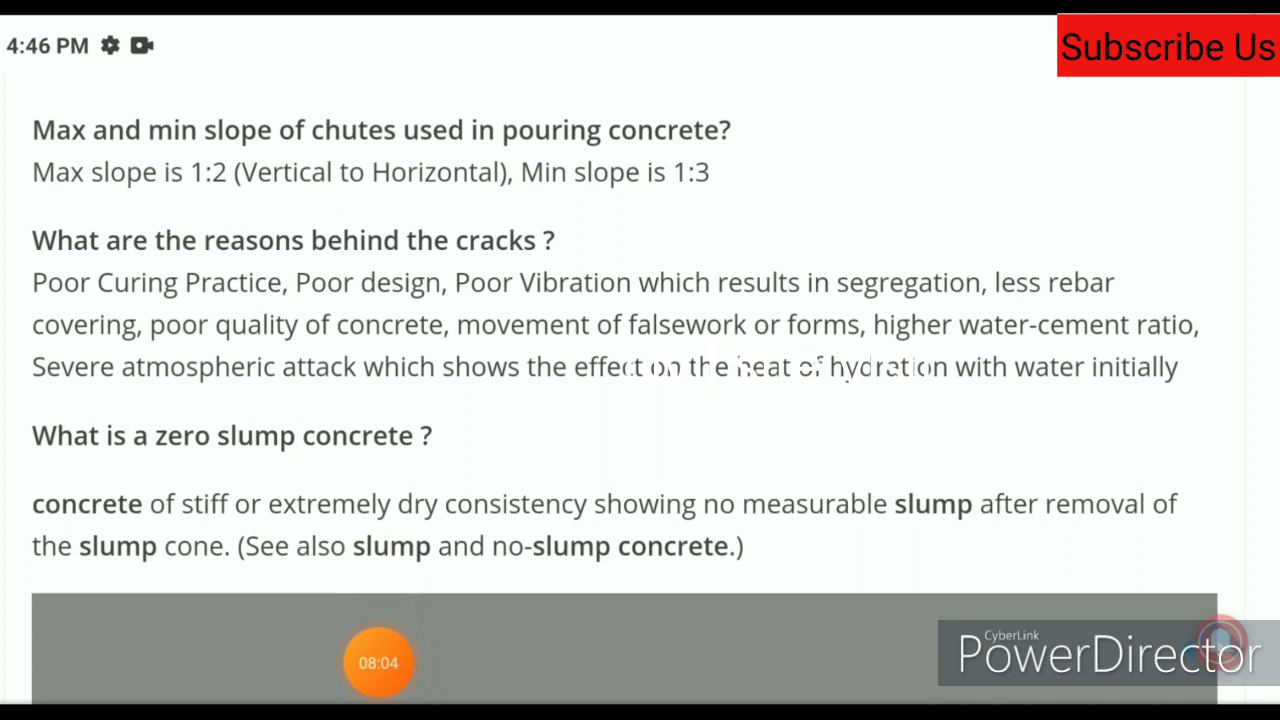 4:46 PM
Subscribe Us
Max and min slope of chutes used in pouring concrete?
Max slope is 1:2 (Vertical to Horizontal), Min slope is 1:3
What are the reasons behind the cracks ?
Poor Curing Practice, Poor design, Poor Vibration which results in segregation, less rebar
covering, poor quality of concrete, movement of falsework or forms, higher water-cement ratio,
Severe atmospheric attack which shows the effect on the heat of hydration with water initially
What is a zero slump concrete ?
concrete of stiff or extremely dry consistency showing no measurable slump after removal of
the slump cone. (See also slump and no-slump concrete.)
08:04
CyberLink
PowerDirector